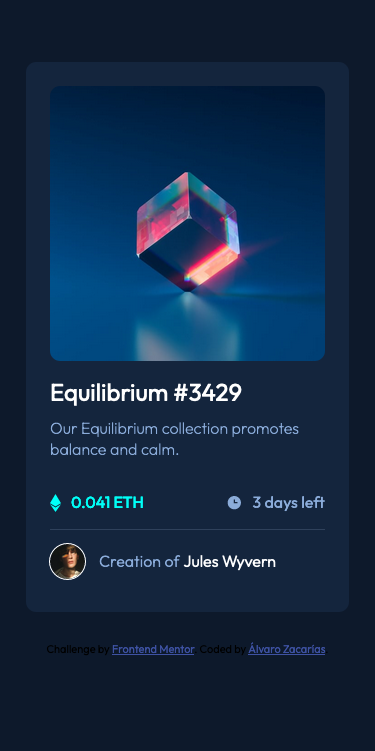 Equilibrium #3429
Our Equilibrium collection promotes
balance and calm.
0.041 ETH
3 days left
Creation of Jules Wyvern
Challenge by Frontend Mentor. Coded by Álvaro Zacarías